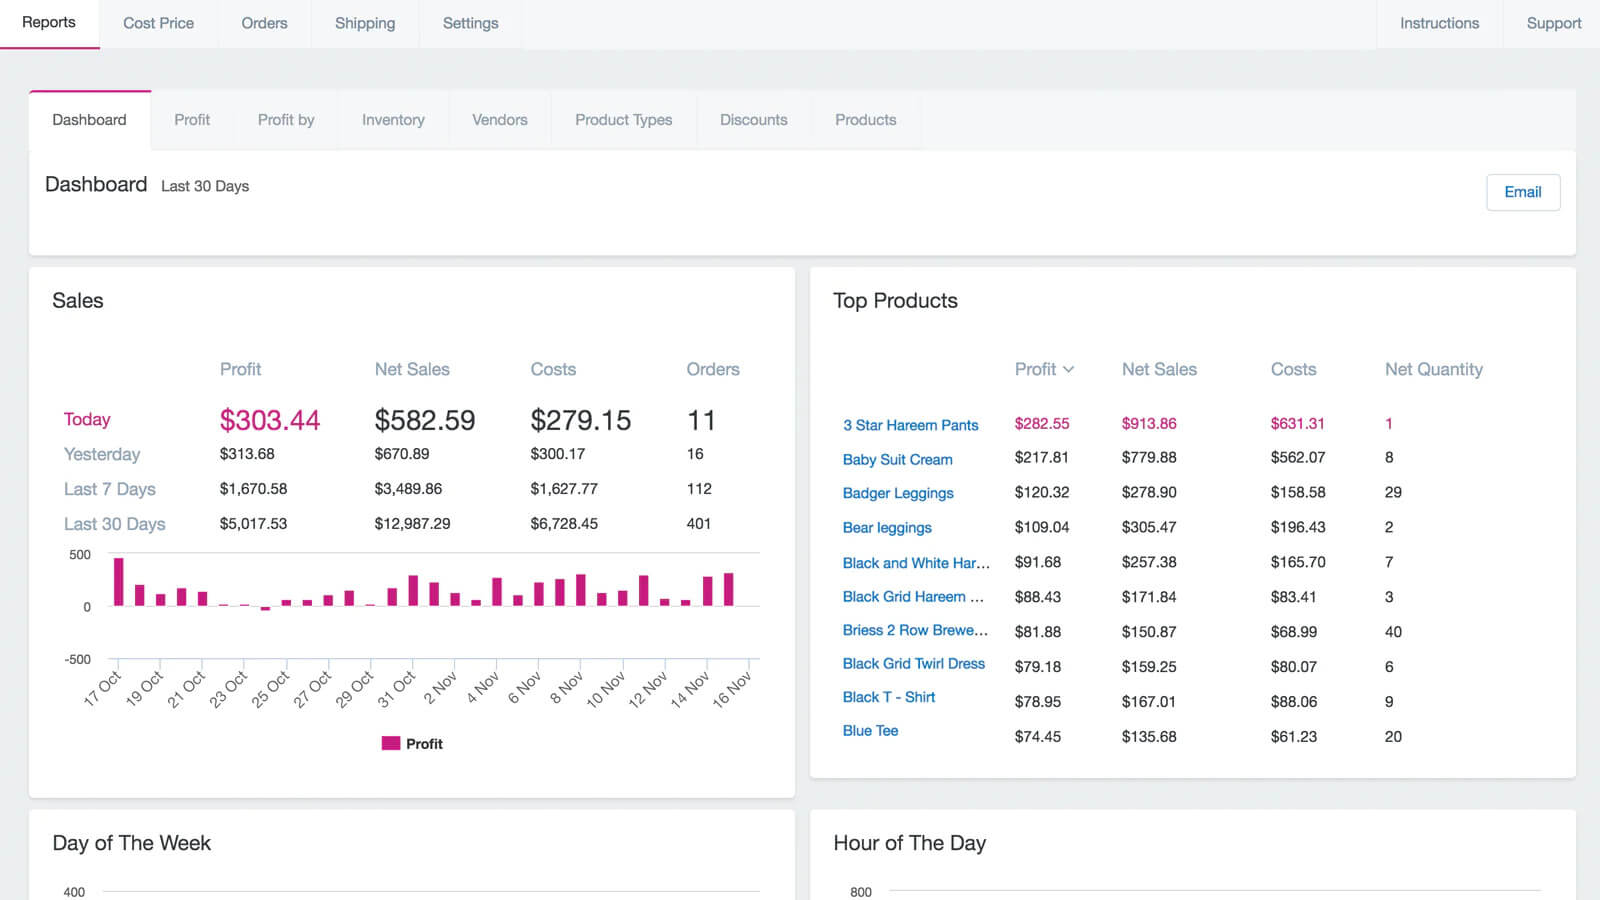 Reports Cost Price Orders Shipping Settings Instructions Support
Dashboard Profit Profit by Inventory Vendors Product Types Discounts Products
Dashboard Last 30 Days
Email
Sales
Profit Net Sales Costs Orders
Today $303.44 $582.59 $279.15 11
Yesterday $313.68 $670.89 $300.17 16
Last 7 Days $1,670.58 $3,489.86 $1,627.77 112
Last 30 Days $5,017.53 $12,987.29 $6,728.45 401
500
0
-500
17 Oct 19 Oct 21 Oct 23 Oct 25 Oct 27 Oct 29 Oct 31 Oct 2 Nov 4 Nov 6 Nov 8 Nov 10 Nov 12 Nov 14 Nov 16 Nov
Profit
Top Products
Profit Net Sales Costs Net Quantity
3 Star Hareem Pants $282.55 $913.86 $631.31 1
Baby Suit Cream $217.81 $779.88 $562.07 8
Badger Leggings $120.32 $278.90 $158.58 29
Bear leggings $109.04 $305.47 $196.43 2
Black and White Har... $91.68 $257.38 $165.70 7
Black Grid Hareem ... $88.43 $171.84 $83.41 3
Briess 2 Row Brewe... $81.88 $150.87 $68.99 40
Black Grid Twirl Dress $79.18 $159.25 $80.07 6
Black T - Shirt $78.95 $167.01 $88.06 9
Blue Tee $74.45 $135.68 $61.23 20
Day of The Week
400
Hour of The Day
800